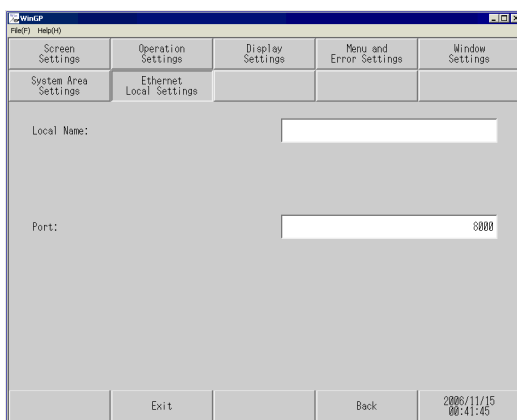 WinGP
File(F) Help(H)
Screen Settings
Operation Settings
Display Settings
Menu and Error Settings
Window Settings
System Area Settings
Ethernet Local Settings
Local Name:
Port:
8000
Exit
Back
2006/11/15
00:41:45